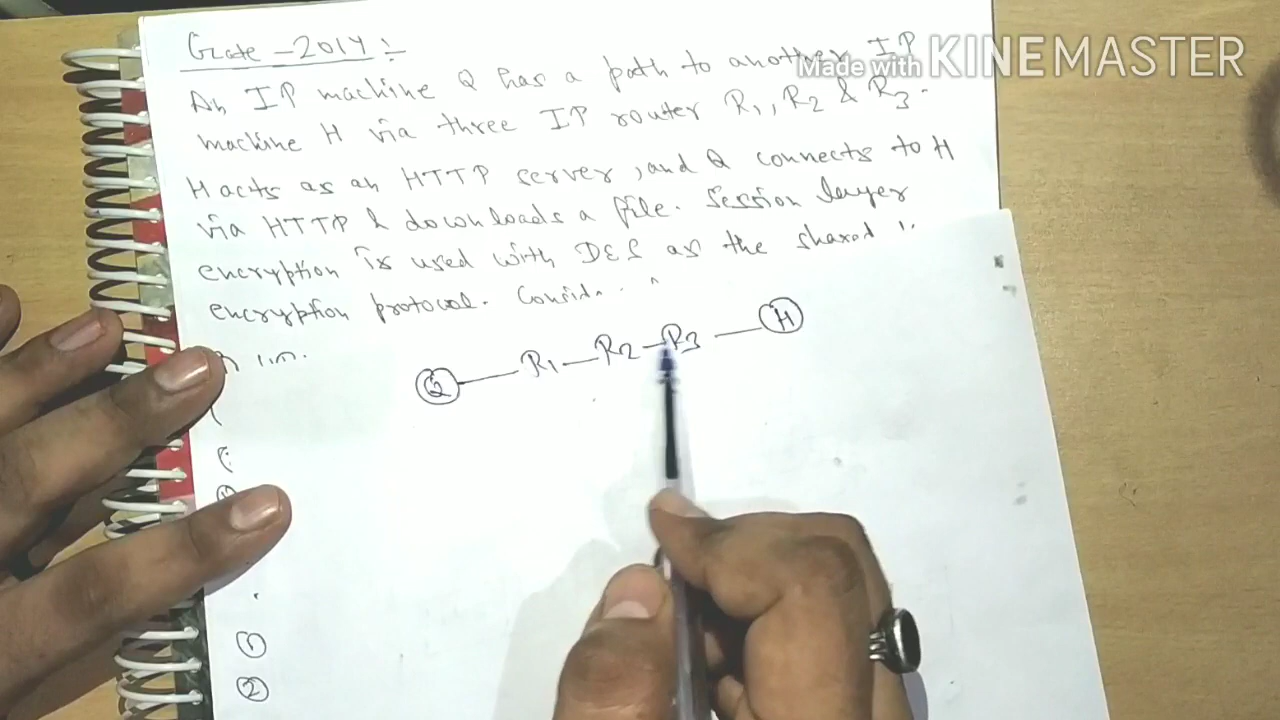 Gate - 2014 :-
An IP machine Q has a path to another IP
machine H via three IP router R1, R2 & R3.
H acts as an HTTP server, and Q connects to H
via HTTP & downloads a file. Session layer
encryption is used with DES as the shared
encryption protocol.
Q R1 R2 R3 H
1
2
Made with KINEMASTER